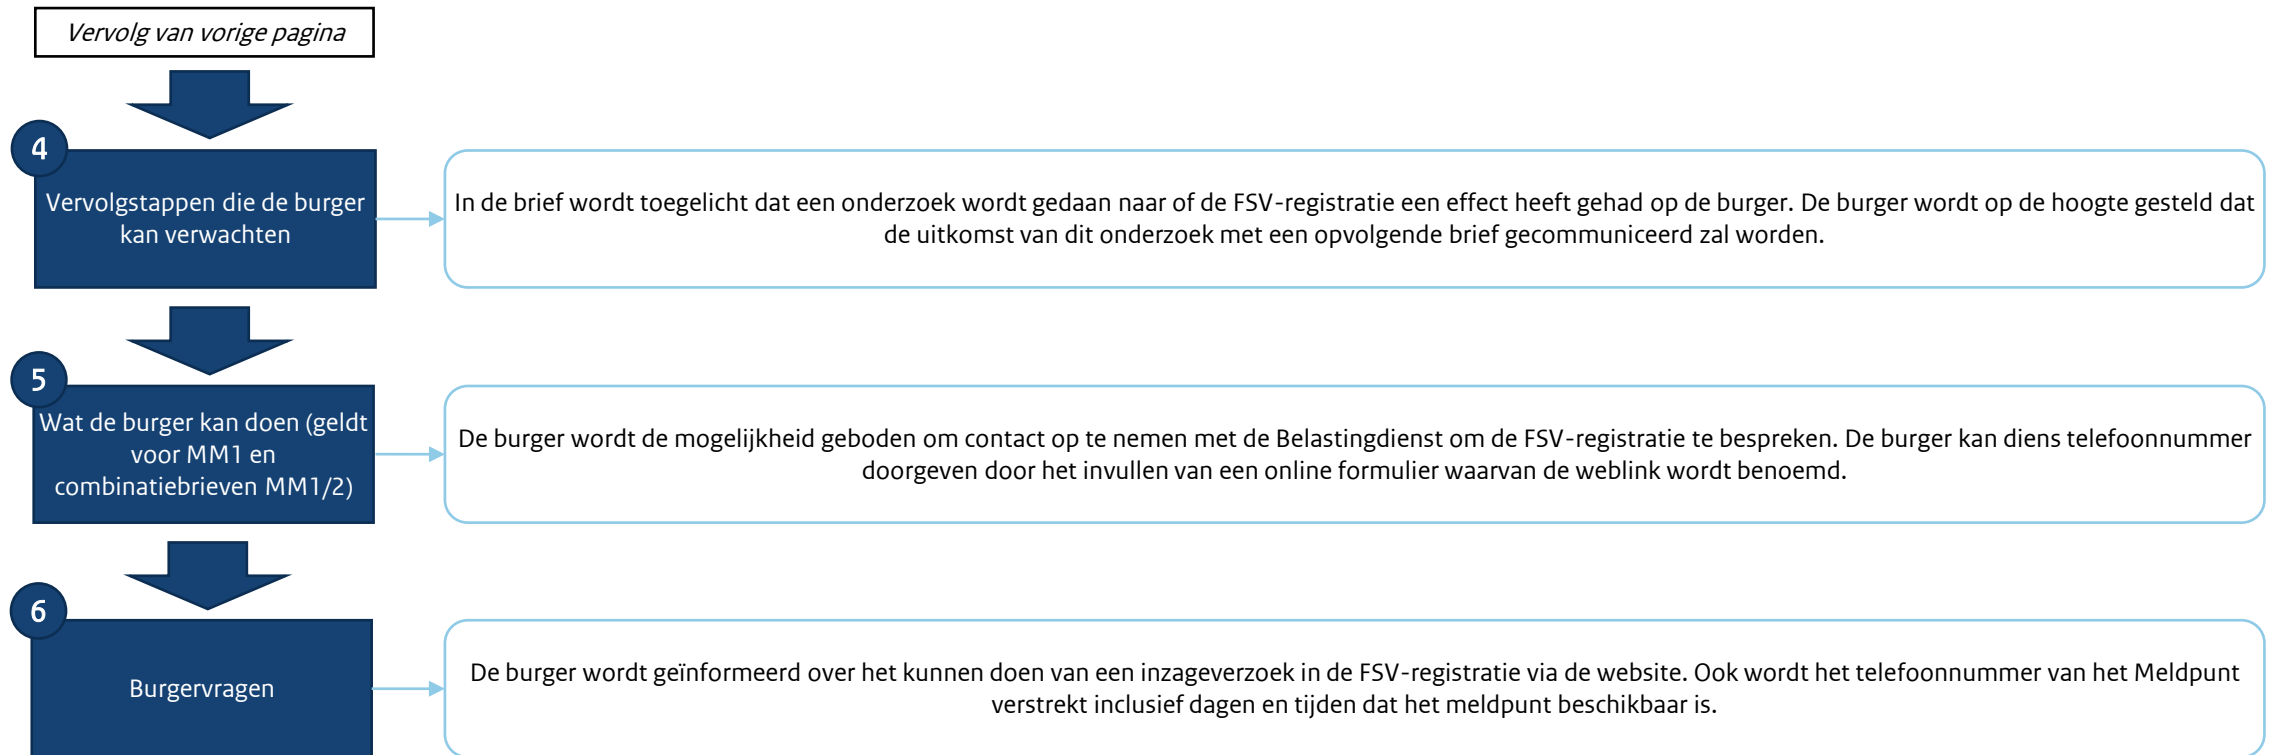 Vervolg van vorige pagina
4
Vervolgstappen die de burger
kan verwachten
In de brief wordt toegelicht dat een onderzoek wordt gedaan naar of de FSV-registratie een effect heeft gehad op de burger. De burger wordt op de hoogte gesteld dat
de uitkomst van dit onderzoek met een opvolgende brief gecommuniceerd zal worden.
5
Wat de burger kan doen (geldt
voor MM1 en
combinatiebrieven MM1/2)
De burger wordt de mogelijkheid geboden om contact op te nemen met de Belastingdienst om de FSV-registratie te bespreken. De burger kan diens telefoonnummer
doorgeven door het invullen van een online formulier waarvan de weblink wordt benoemd.
6
Burgervragen
De burger wordt geïnformeerd over het kunnen doen van een inzageverzoek in de FSV-registratie via de website. Ook wordt het telefoonnummer van het Meldpunt
verstrekt inclusief dagen en tijden dat het meldpunt beschikbaar is.